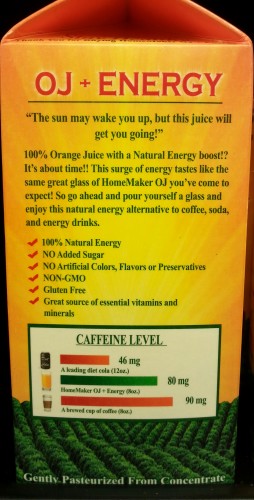 OJ + ENERGY
“The sun may wake you up, but this juice will
get you going!”
100% Orange Juice with a Natural Energy boost!?
It’s about time!! This surge of energy tastes like the
same great glass of HomeMaker OJ you’ve come to
expect! So go ahead and pour yourself a glass and
enjoy this natural energy alternative to coffee, soda,
and energy drinks.
100% Natural Energy
NO Added Sugar
NO Artificial Colors, Flavors or Preservatives
NON-GMO
Gluten Free
Great source of essential vitamins and
minerals
CAFFEINE LEVEL
46 mg
A leading diet cola (12oz.)
80 mg
HomeMaker OJ + Energy (8oz.)
90 mg
A brewed cup of coffee (8oz.)
Gently Pasteurized From Concentrate